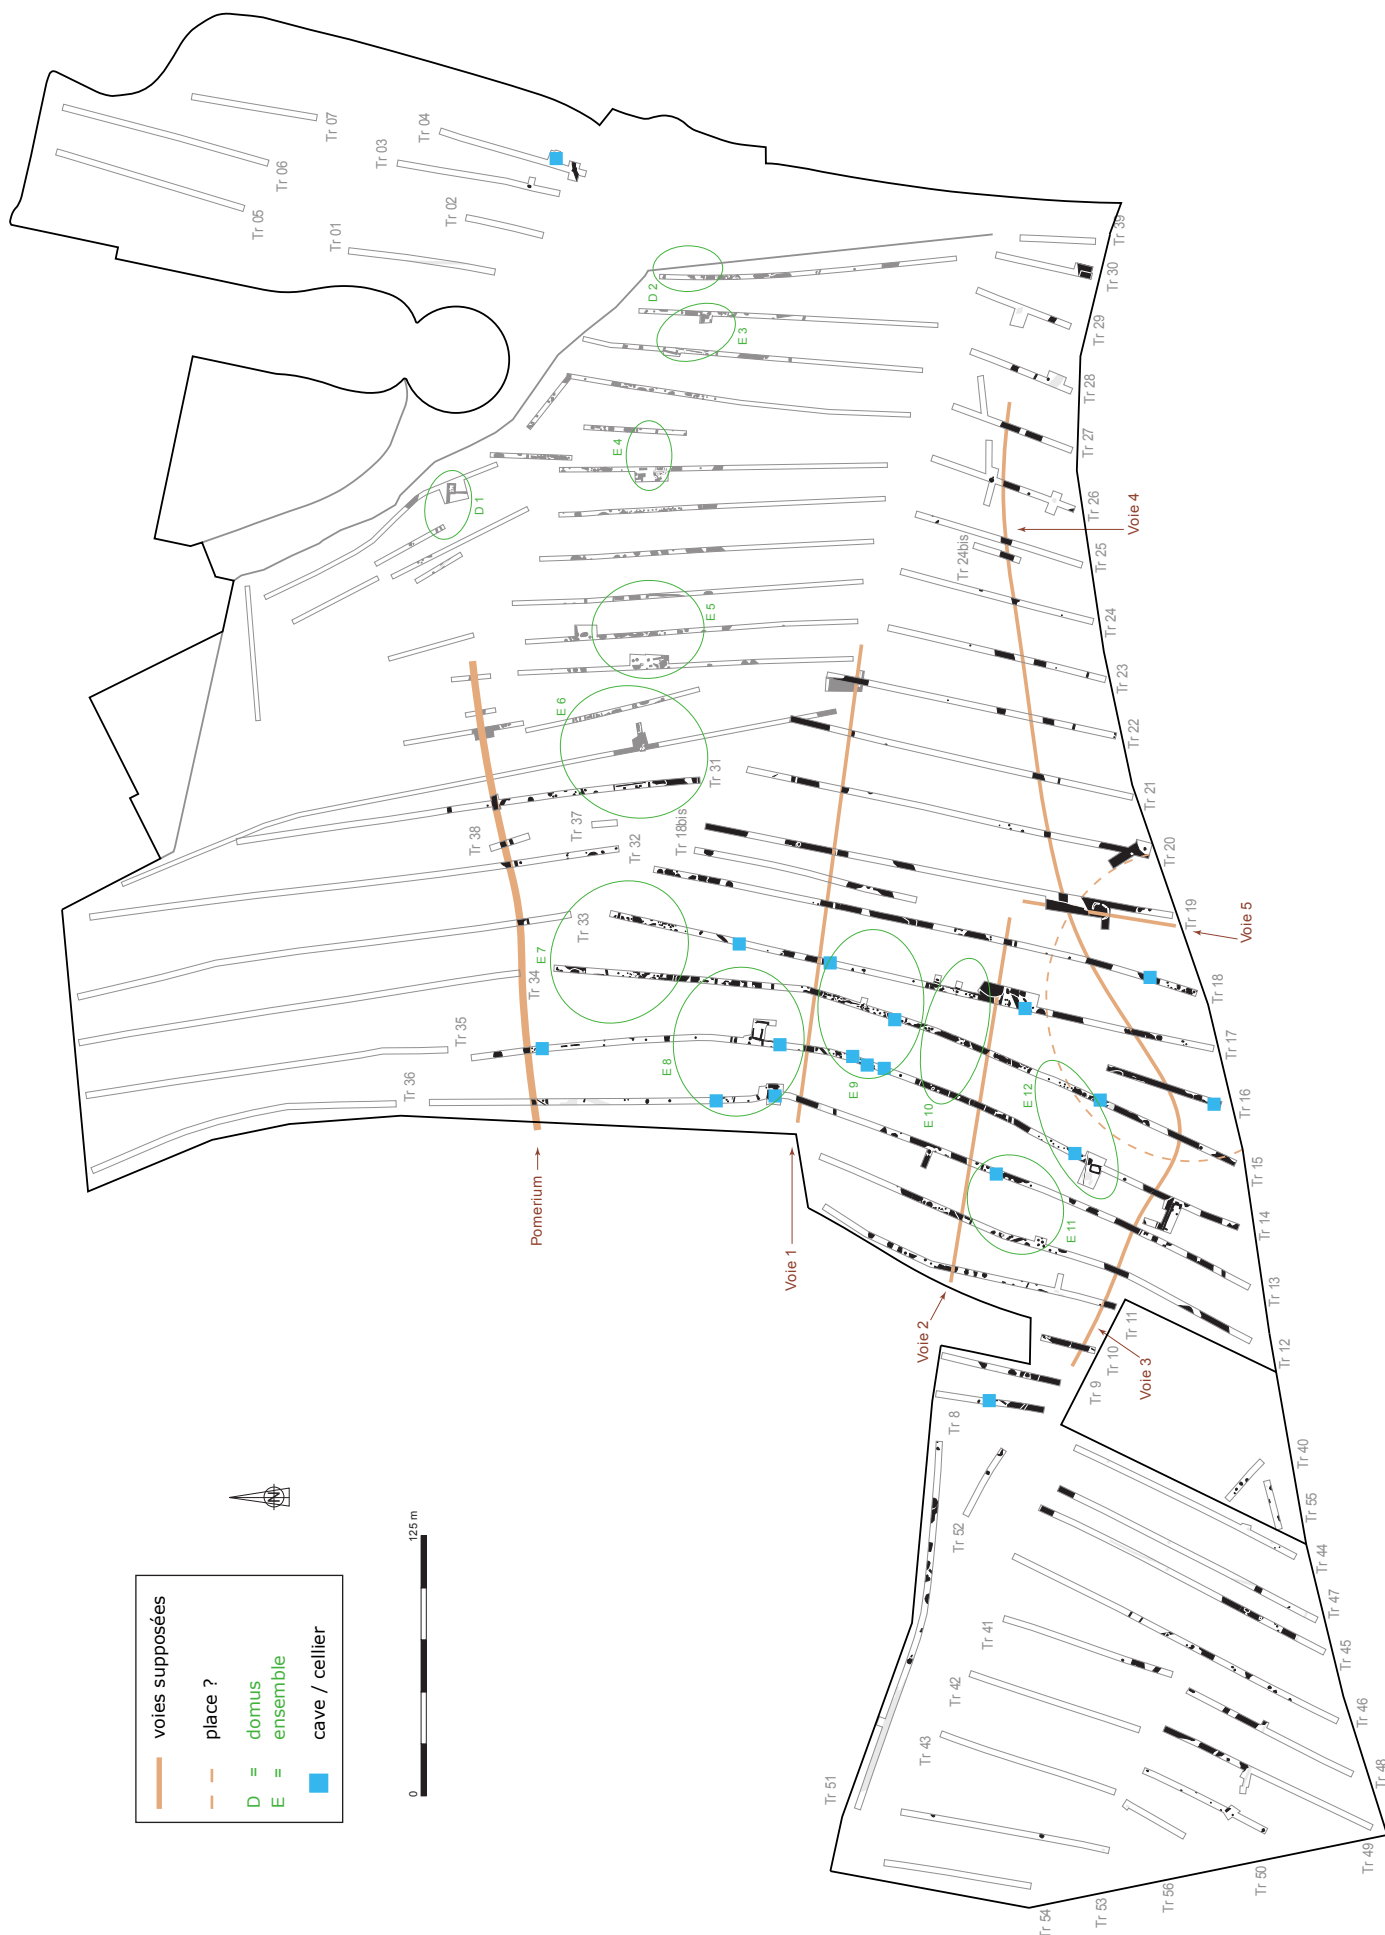 voies supposées
place ?
D = domus
E = ensemble
cave / cellier
0
125 m
N
Tr 07
Tr 06
Tr 05
Tr 04
Tr 03
Tr 02
Tr 01
D 2
E 3
E 4
D 1
E 5
E 6
Tr 39
Tr 30
Tr 29
Tr 28
Tr 27
Tr 26
Tr 25
Tr 24bis
Tr 24
Tr 23
Tr 22
Tr 21
Tr 20
Tr 19
Tr 18
Tr 17
Tr 16
Tr 15
Tr 14
Tr 13
Tr 12
Tr 11
Tr 10
Tr 9
Tr 8
Voie 4
Voie 5
Tr 31
Tr 38
Tr 37
Tr 32
Tr 18bis
Tr 33
Tr 34
Tr 35
Tr 36
E 7
E 8
E 9
E 10
E 12
E 11
Pomerium
Voie 1
Voie 2
Voie 3
Tr 52
Tr 51
Tr 41
Tr 42
Tr 43
Tr 40
Tr 55
Tr 44
Tr 47
Tr 45
Tr 46
Tr 48
Tr 49
Tr 50
Tr 56
Tr 53
Tr 54